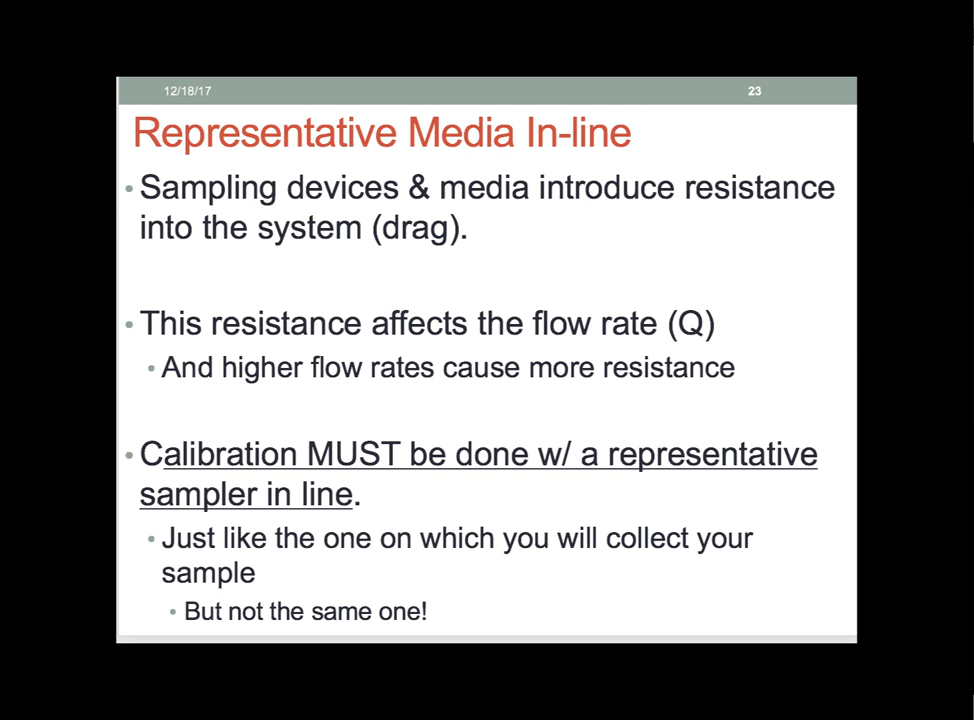 12/18/17 23
Representative Media In-line
• Sampling devices & media introduce resistance
into the system (drag).
• This resistance affects the flow rate (Q)
• And higher flow rates cause more resistance
• Calibration MUST be done w/ a representative
sampler in line.
• Just like the one on which you will collect your
sample
• But not the same one!